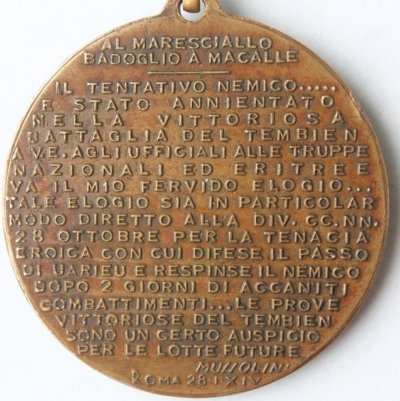 AL MARESCIALLO
BADOGLIO A MACALLE
IL TENTATIVO NEMICO.....
E STATO ANNIENTATO
NELLA VITTORIOSA
BATTAGLIA DEL TEMBIEN
A VE. AGLI UFFICIALI ALLE TRUPPE
NAZIONALI ED ERITREE
VA IL MIO FERVIDO ELOGIO...
TALE ELOGIO SIA IN PARTICOLAR
MODO DIRETTO ALLA DIV. CC.NN.
28 OTTOBRE PER LA TENACIA
EROICA CON CUI DIFESE IL PASSO
DI UARIEU E RESPINSE IL NEMICO
DOPO 2 GIORNI DI ACCANITI
COMBATTIMENTI...LE PROVE
VITTORIOSE DEL TEMBIEN
SONO UN CERTO AUSPICIO
PER LE LOTTE FUTURE
MUSSOLINI
ROMA 28·I·XIV